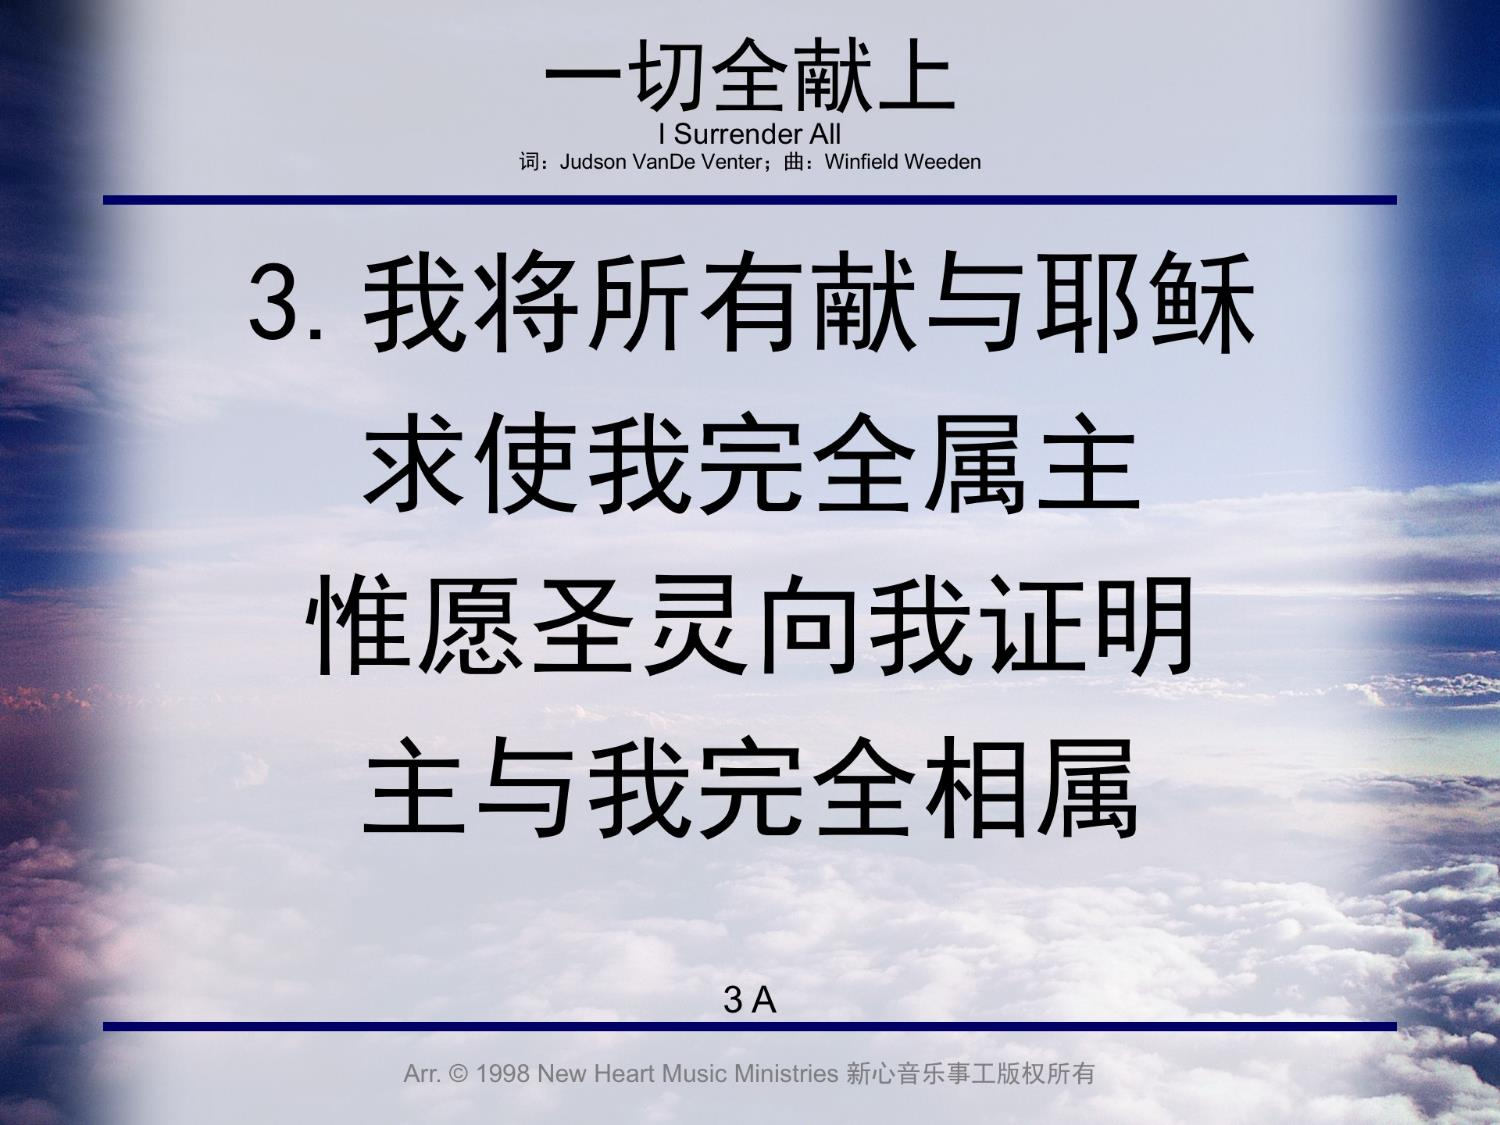 一切全献上
I Surrender All
词：Judson VanDe Venter；曲：Winfield Weeden
3. 我将所有献与耶稣
求使我完全属主
惟愿圣灵向我证明
主与我完全相属
3 A
Arr. © 1998 New Heart Music Ministries 新心音乐事工版权所有